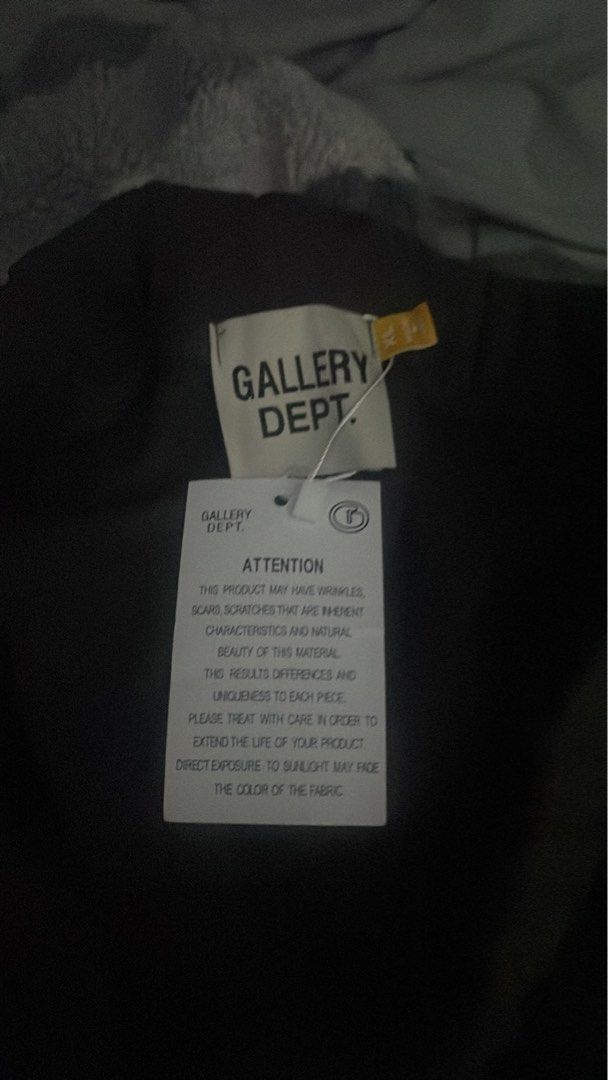 GALLERY
DEPT.
XL
GALLERY
DEPT.
r
ATTENTION
THIS PRODUCT MAY HAVE WRINKLES,
SCARS, SCRATCHES THAT ARE INHERENT
CHARACTERISTICS AND NATURAL
BEAUTY OF THIS MATERIAL.
THIS RESULTS DIFFERENCES AND
UNIQUENESS TO EACH PIECE.
PLEASE TREAT WITH CARE IN ORDER TO
EXTEND THE LIFE OF YOUR PRODUCT.
DIRECT EXPOSURE TO SUNLIGHT MAY FADE
THE COLOR OF THE FABRIC.